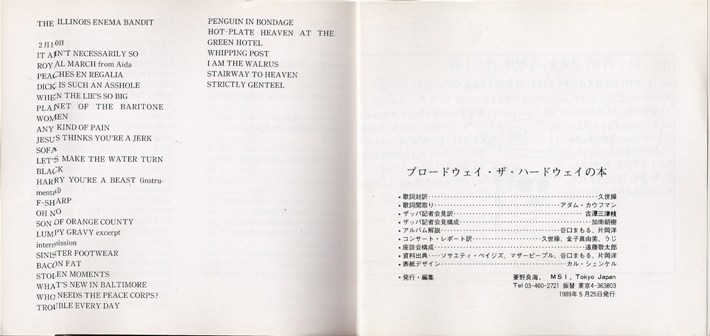 THE ILLINOIS ENEMA BANDIT
2月10日
IT AIN'T NECESSARILY SO
ROYAL MARCH from Aida
PEACHES EN REGALIA
DICK IS SUCH AN ASSHOLE
WHEN THE LIE'S SO BIG
PLANET OF THE BARITONE
WOMEN
ANY KIND OF PAIN
JESUS THINKS YOU'RE A JERK
SOFA
LET'S MAKE THE WATER TURN
BLACK
HARRY YOU'RE A BEAST (instru-
mental)
F-SHARP
OH NO
SON OF ORANGE COUNTY
LUMPY GRAVY excerpt
intermission
SINISTER FOOTWEAR
BACON FAT
STOLEN MOMENTS
WHAT'S NEW IN BALTIMORE
WHO NEEDS THE PEACE CORPS?
TROUBLE EVERY DAY
PENGUIN IN BONDAGE
HOT-PLATE HEAVEN AT THE
GREEN HOTEL
WHIPPING POST
I AM THE WALRUS
STAIRWAY TO HEAVEN
STRICTLY GENTEEL
ブロードウェイ・ザ・ハードウェイの本
•歌詞対訳………………久世操
•歌詞聞取り………………アダム・カウフマン
•ザッパ記者会見訳………………古澤三津枝
•ザッパ記者会見構成………………加南朝樹
•アルバム解説………………谷口まもる、片岡洋
•コンサート・レポート訳………………久世操、金子真由美、うじ
•座談会構成………………遠藤敬太郎
•資料出典…ソサエティ・ペイジズ、マザーピープル、谷口まもる、片岡洋
•表紙デザイン………………カル・シェンケル
•発行・編集 菱野良海、MSI, Tokyo Japan
Tel 03-460-2721 振替 東京4-363803
1989年5月25日発行